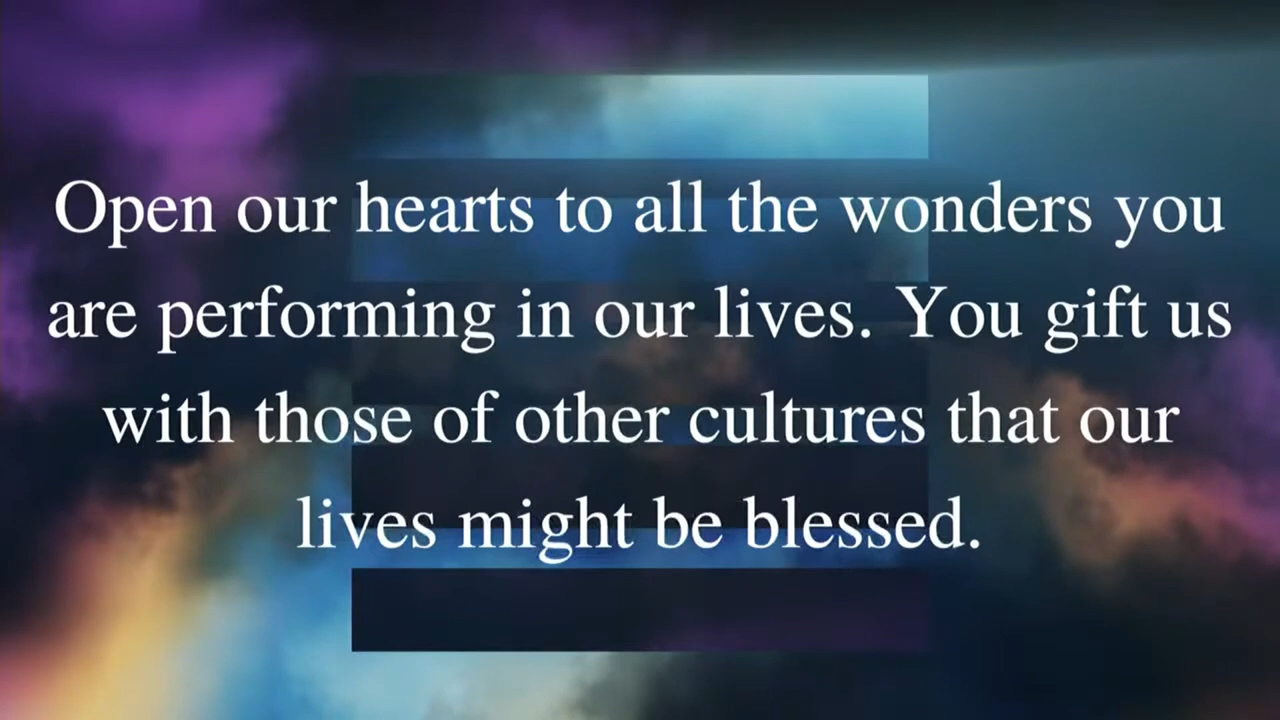 Open our hearts to all the wonders you
are performing in our lives. You gift us
with those of other cultures that our
lives might be blessed.